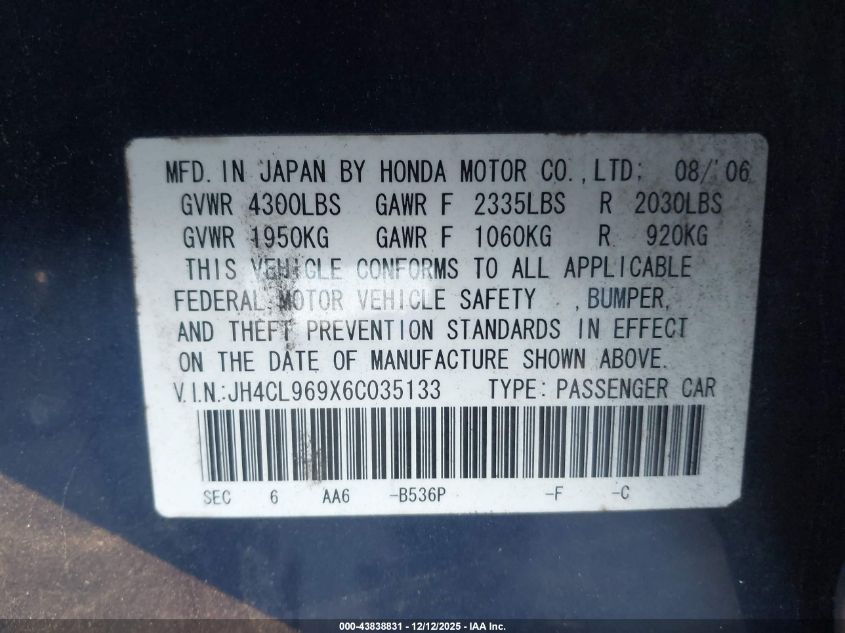 MFD. IN JAPAN BY HONDA MOTOR CO., LTD. 08/'06
GVWR 4300LBS GAWR F 2335LBS R 2030LBS
GVWR 1950KG GAWR F 1060KG R 920KG
THIS VEHICLE CONFORMS TO ALL APPLICABLE
FEDERAL MOTOR VEHICLE SAFETY , BUMPER,
AND THEFT PREVENTION STANDARDS IN EFFECT
ON THE DATE OF MANUFACTURE SHOWN ABOVE.
V.I.N.:JH4CL969X6C035133 TYPE: PASSENGER CAR
SEC 6 AA6 -B536P -F -C
000-43838831 - 12/12/2025 - IAA Inc.